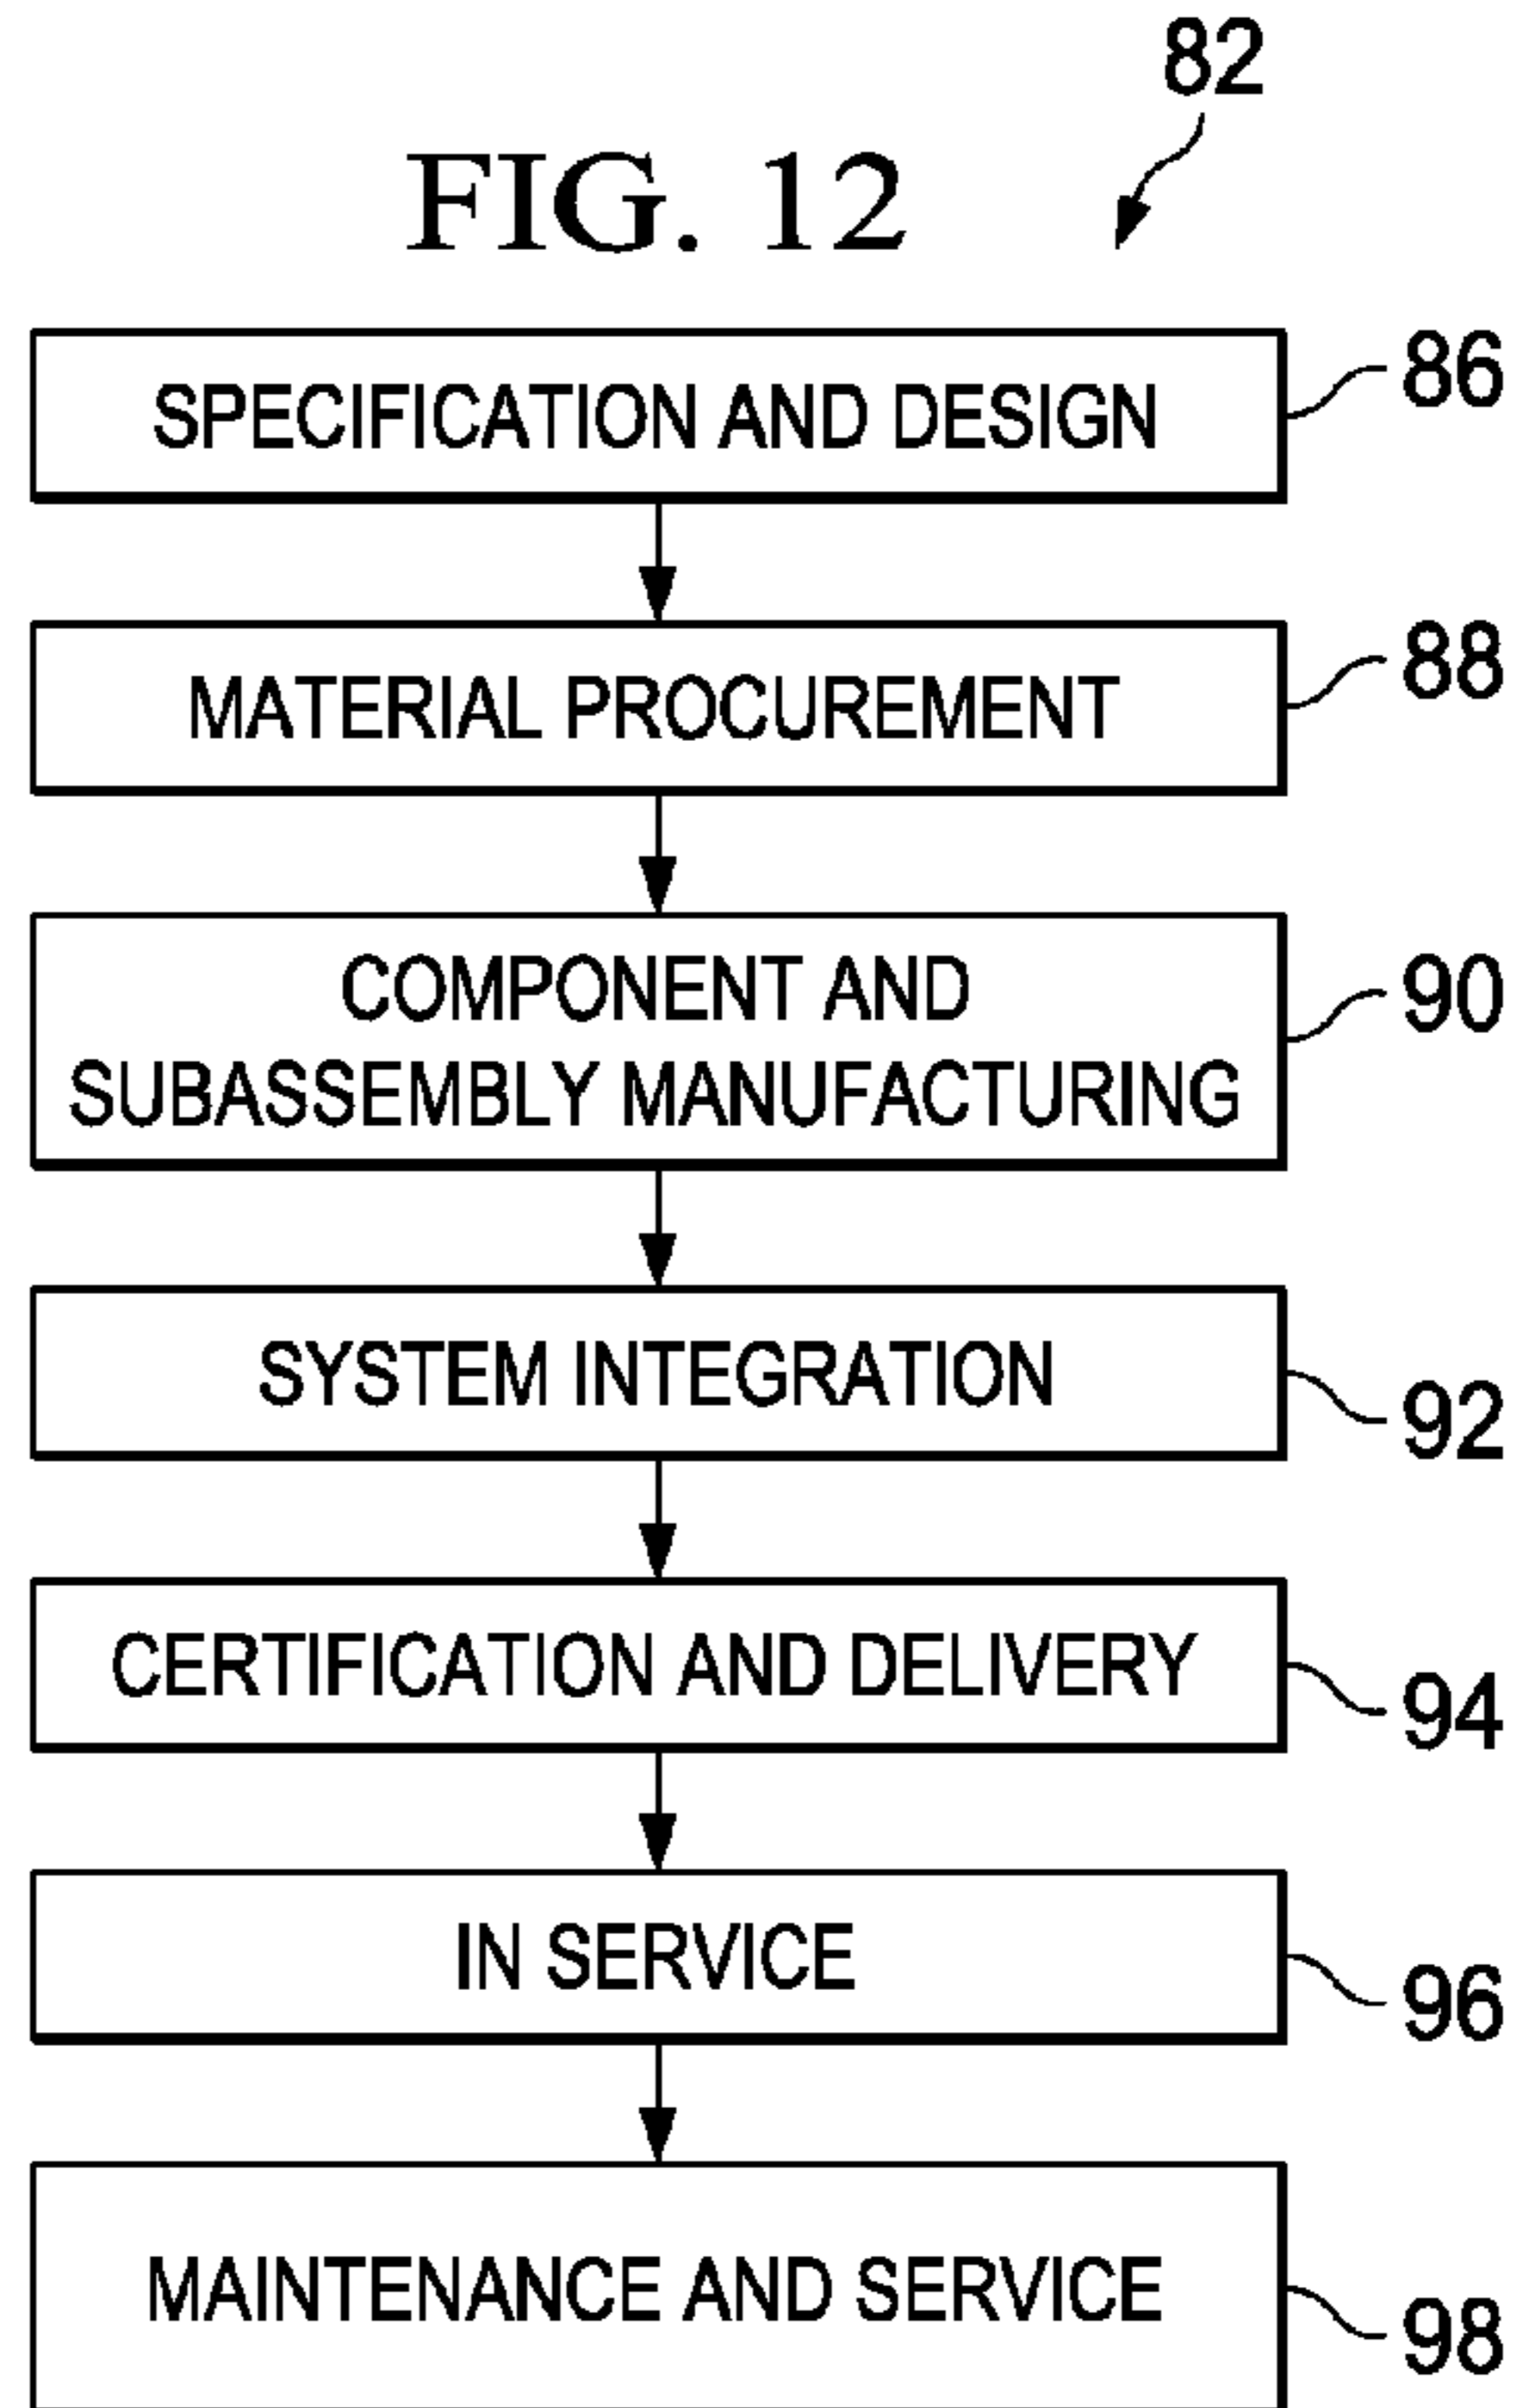 82
FIG. 12
SPECIFICATION AND DESIGN
86
MATERIAL PROCUREMENT
88
COMPONENT AND
SUBASSEMBLY MANUFACTURING
90
SYSTEM INTEGRATION
92
CERTIFICATION AND DELIVERY
94
IN SERVICE
96
MAINTENANCE AND SERVICE
98